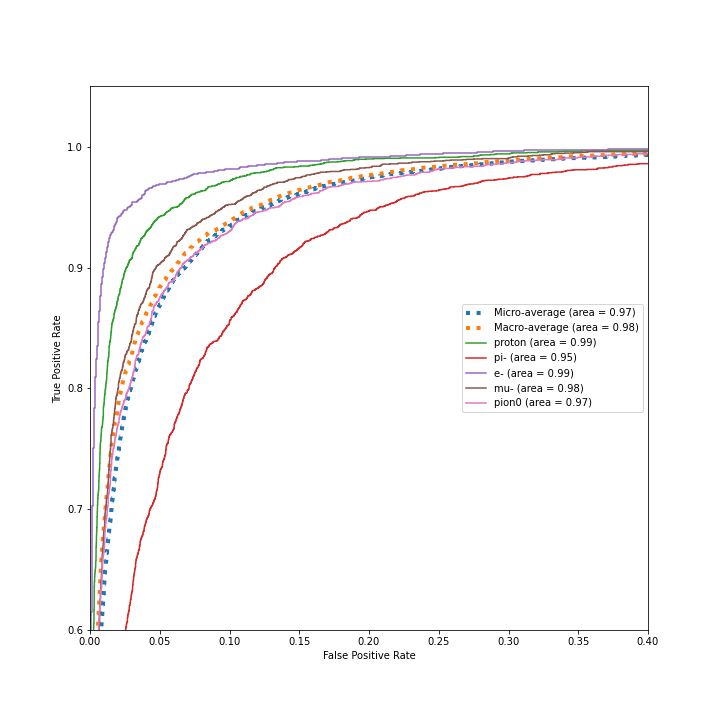 1.0
0.9
0.8
0.7
0.6
True Positive Rate
Micro-average (area = 0.97)
Macro-average (area = 0.98)
proton (area = 0.99)
pi- (area = 0.95)
e- (area = 0.99)
mu- (area = 0.98)
pion0 (area = 0.97)
0.00 0.05 0.10 0.15 0.20 0.25 0.30 0.35 0.40
False Positive Rate